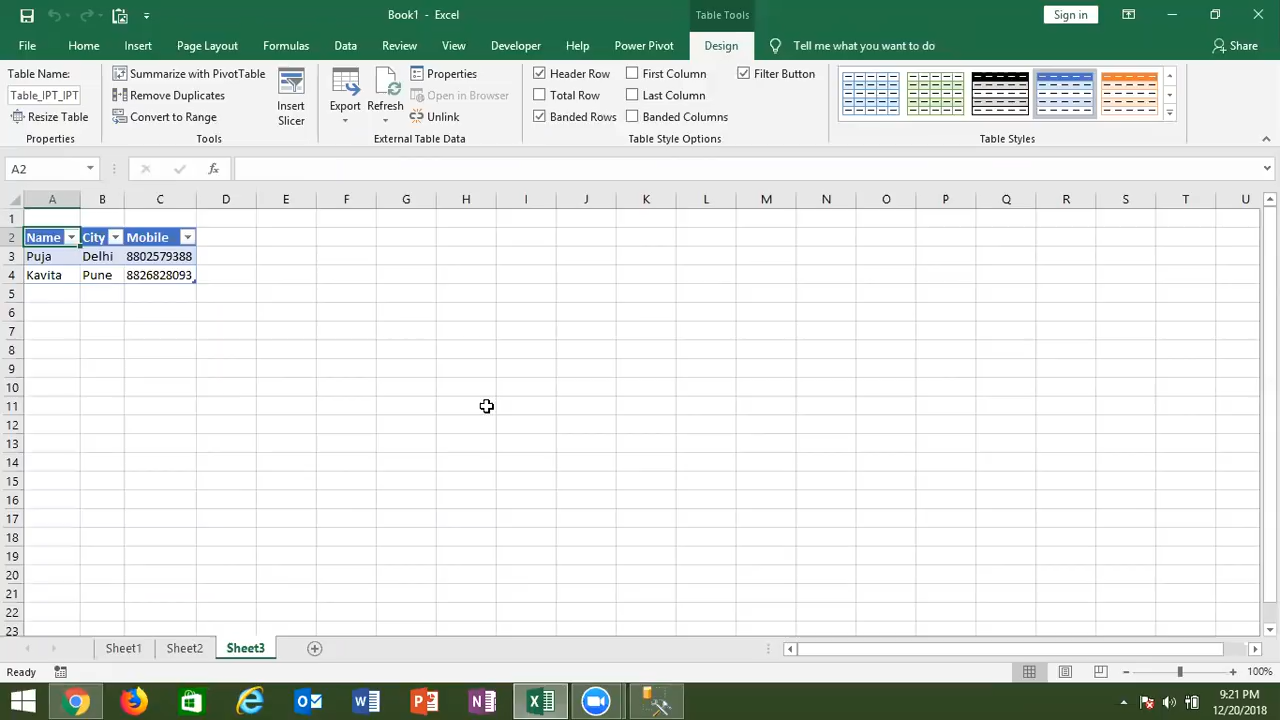 Book1 - Excel
Table Tools
Sign in
File
Home
Insert
Page Layout
Formulas
Data
Review
View
Developer
Help
Power Pivot
Design
Tell me what you want to do
Share
Table Name:
Table_IPT_IPT
Resize Table
Properties
Summarize with PivotTable
Remove Duplicates
Convert to Range
Tools
Insert
Slicer
Export
Refresh
Properties
Open in Browser
Unlink
External Table Data
Header Row
Total Row
Banded Rows
First Column
Last Column
Banded Columns
Filter Button
Table Style Options
Table Styles
A2
fx
A B C D E F G H I J K L M N O P Q R S T U
1
2 Name City Mobile
3 Puja Delhi 8802579388
4 Kavita Pune 8826828093
5
6
7
8
9
10
11
12
13
14
15
16
17
18
19
20
21
22
23
Sheet1
Sheet2
Sheet3
Ready
100%
9:21 PM
12/20/2018